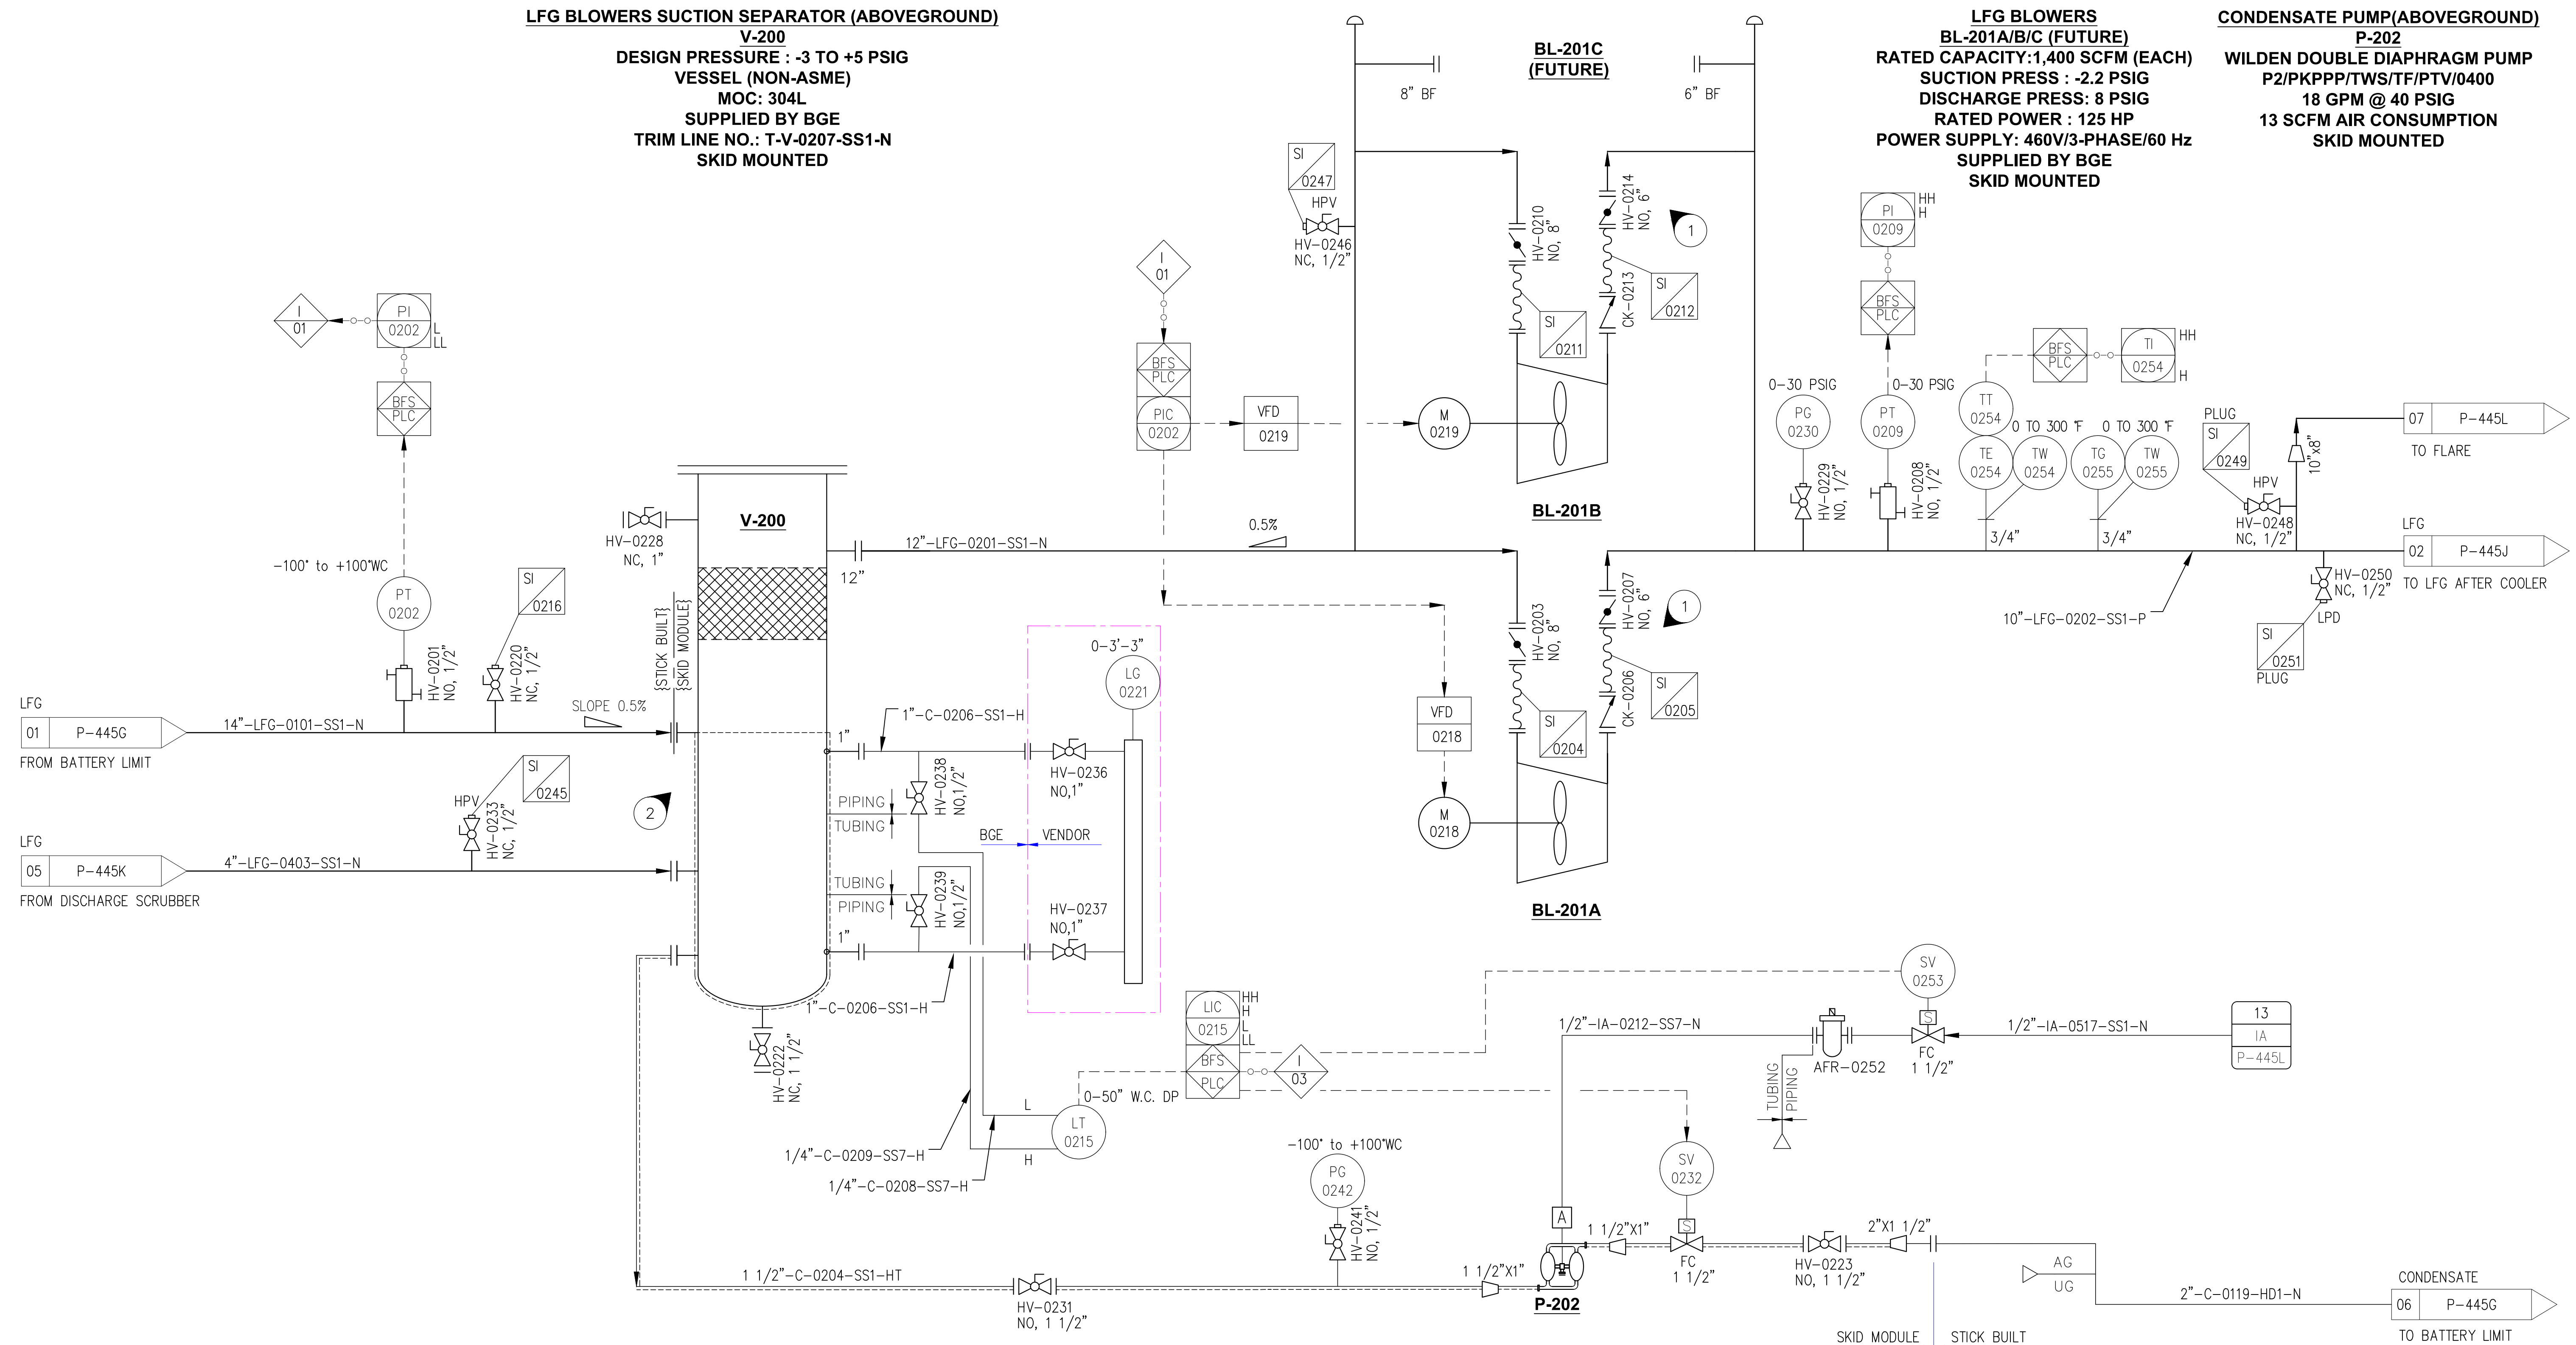 LFG BLOWERS SUCTION SEPARATOR (ABOVEGROUND)
V-200
DESIGN PRESSURE : -3 TO +5 PSIG
VESSEL (NON-ASME)
MOC: 304L
SUPPLIED BY BGE
TRIM LINE NO.: T-V-0207-SS1-N
SKID MOUNTED
BL-201C
(FUTURE)
8" BF
6" BF
LFG BLOWERS
BL-201A/B/C (FUTURE)
RATED CAPACITY:1,400 SCFM (EACH)
SUCTION PRESS : -2.2 PSIG
DISCHARGE PRESS: 8 PSIG
RATED POWER : 125 HP
POWER SUPPLY: 460V/3-PHASE/60 Hz
SUPPLIED BY BGE
SKID MOUNTED
CONDENSATE PUMP(ABOVEGROUND)
P-202
WILDEN DOUBLE DIAPHRAGM PUMP
P2/PKPPP/TWS/TF/PTV/0400
18 GPM @ 40 PSIG
13 SCFM AIR CONSUMPTION
SKID MOUNTED
I
01
PI
0202
L
LL
BFS
PLC
-100" to +100"WC
PT
0202
HV-0201
NO, 1/2"
SI
0216
HV-0220
NC, 1/2"
LFG
01
P-445G
FROM BATTERY LIMIT
14"-LFG-0101-SS1-N
SLOPE 0.5%
{STICK BUILT}
{SKID MODULE}
HV-0228
NC, 1"
V-200
12"
12"-LFG-0201-SS1-N
0.5%
SI
0245
HPV
HV-0233
NC, 1/2"
LFG
05
P-445K
FROM DISCHARGE SCRUBBER
4"-LFG-0403-SS1-N
2
1"
1"-C-0206-SS1-H
HV-0238
NO,1/2"
PIPING
TUBING
TUBING
PIPING
HV-0239
NO,1/2"
1"
1"-C-0206-SS1-H
BGE
VENDOR
0-3'-3"
LG
0221
HV-0236
NO,1"
HV-0237
NO,1"
HV-0222
NC, 1 1/2"
1/4"-C-0209-SS7-H
1/4"-C-0208-SS7-H
L
H
LT
0215
0-50" W.C. DP
LIC
0215
HH
H
L
LL
BFS
PLC
I
03
I
01
BFS
PLC
PIC
0202
VFD
0219
M
0219
SI
0247
HPV
HV-0246
NC, 1/2"
HV-0210
NO, 8"
SI
0211
HV-0214
NO, 6"
CK-0213
SI
0212
1
BL-201B
VFD
0218
M
0218
HV-0203
NO, 8"
SI
0204
HV-0207
NO, 6"
CK-0206
SI
0205
1
BL-201A
PI
0209
HH
H
BFS
PLC
0-30 PSIG
PG
0230
HV-0229
NO, 1/2"
0-30 PSIG
PT
0209
HV-0208
NO, 1/2"
BFS
PLC
TI
0254
HH
H
TT
0254
TE
0254
0 TO 300 °F
TW
0254
3/4"
0 TO 300 °F
TG
0255
TW
0255
3/4"
PLUG
SI
0249
HPV
HV-0248
NC, 1/2"
10"x8"
07
P-445L
TO FLARE
LFG
02
P-445J
TO LFG AFTER COOLER
10"-LFG-0202-SS1-P
HV-0250
NC, 1/2"
LPD
SI
0251
PLUG
SV
0253
S
FC
1 1/2"
1/2"-IA-0212-SS7-N
AFR-0252
1/2"-IA-0517-SS1-N
13
IA
P-445L
TUBING
PIPING
SV
0232
S
FC
1 1/2"
-100" to +100"WC
PG
0242
HV-0241
NO, 1/2"
A
1 1/2"X1"
1 1/2"X1"
P-202
1 1/2"-C-0204-SS1-HT
HV-0231
NO, 1 1/2"
HV-0223
NO, 1 1/2"
2"X1 1/2"
AG
UG
SKID MODULE
STICK BUILT
2"-C-0119-HD1-N
CONDENSATE
06
P-445G
TO BATTERY LIMIT